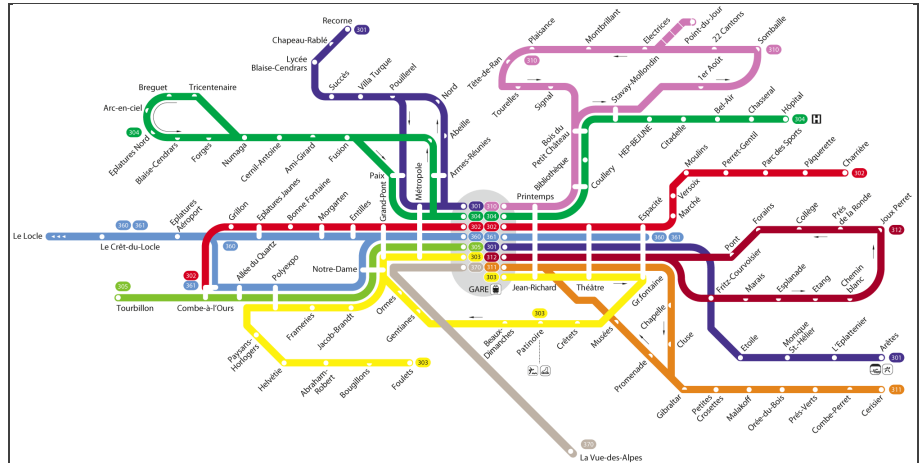 Recorne
301
Chapeau-Rablé
Lycée
Blaise-Cendrars
Succès
Villa Turque
Pouillerel
Nord
Abeille
Armes-Réunies
Plaisance
Montbrillant
Electrices
Point-du-Jour
22 Cantons
Sombaille
310
310
Tête-de-Ran
Tourelles
Signal
Stavay-Mollondin
1er Août
Bois du
Petit Château
Bibliothèque
Breguet
Tricentenaire
Arc-en-ciel
304
Eplatures Nord
Blaise-Cendrars
Forges
Numaga
Cernil-Antoine
Ami-Girard
Fusion
Paix
Métropole
Grand-Pont
HEP-BEJUNE
Citadelle
Bel-Air
Chasseral
Hôpital
304
H
Coullery
Printemps
Moulins
Perret-Gentil
Parc des Sports
Pâquerette
Charrière
302
Versoix
Marché
Espacité
301
310
304
304
302
302
360
361
305
301
303
312
370
311
303
GARE
Le Locle
360
361
Le Crêt-du-Locle
Eplatures
Aéroport
Grillon
Eplatures Jaunes
Bonne Fontaine
Morgarten
Entilles
360
302
361
Allée du Quartz
Polyexpo
Notre-Dame
305
Tourbillon
Combe-à-l'Ours
Frameries
Jacob-Brandt
Ormes
Gentianes
Paysans-
Horlogers
Helvétie
Abraham-
Robert
Bougillons
Foulets
303
360
361
Pont
Forains
Collège
Prés
de la Ronde
Joux Perret
312
Fritz-Courvoisier
Marais
Esplanade
Etang
Chemin
blanc
Jean-Richard
Théâtre
Gr.fontaine
Chapelle
Cluse
Beaux-
Dimanches
Patinoire
303
Crêtets
Musées
Promenade
Etoile
Monique
St.-Hélier
L'Eplattenier
Arêtes
301
Gibraltar
Petites
Crosettes
Malakoff
Orée-du-Bois
Prés-Verts
Combe-Perret
Cerisier
311
370
La Vue-des-Alpes